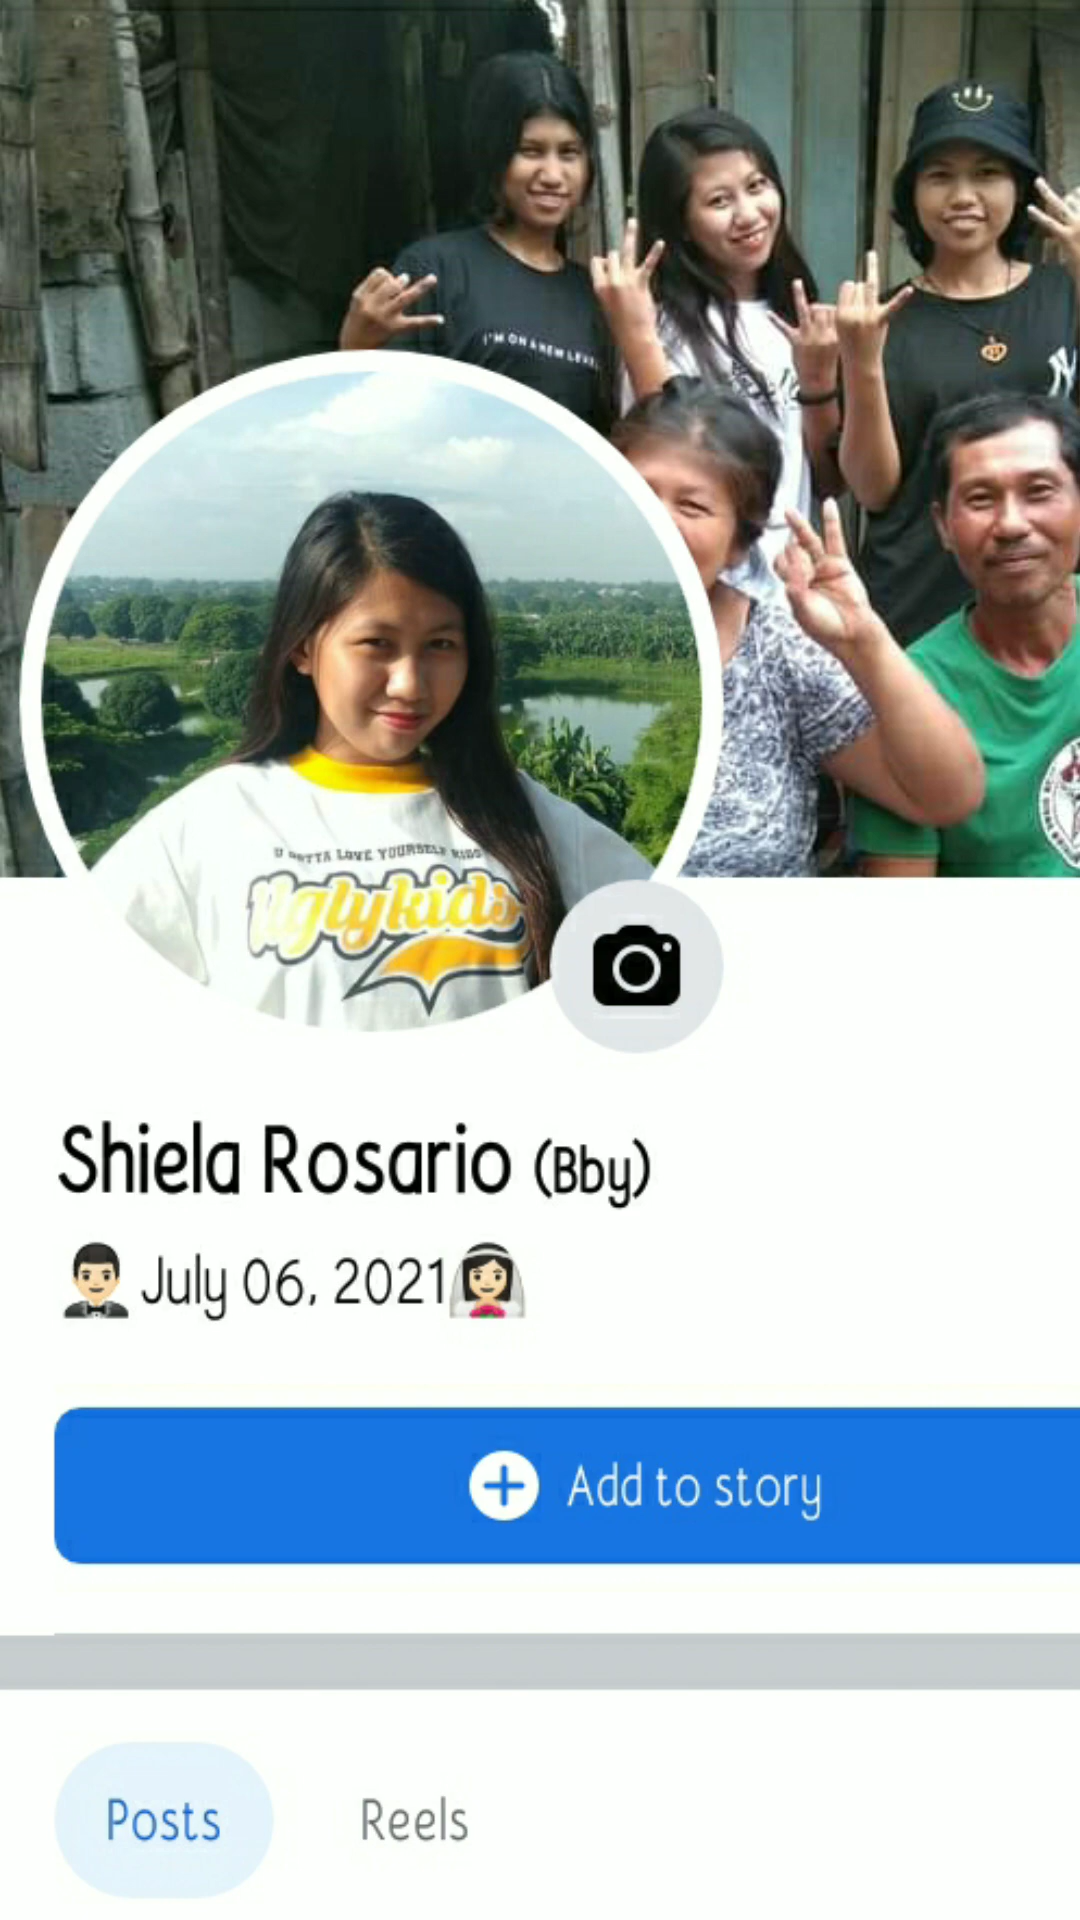 I'M ON A NEW LEVEL
NY
U GOTTA LOVE YOURSELF KIDS
Uglykids
Shiela Rosario (Bby)
July 06, 2021
Add to story
Posts
Reels